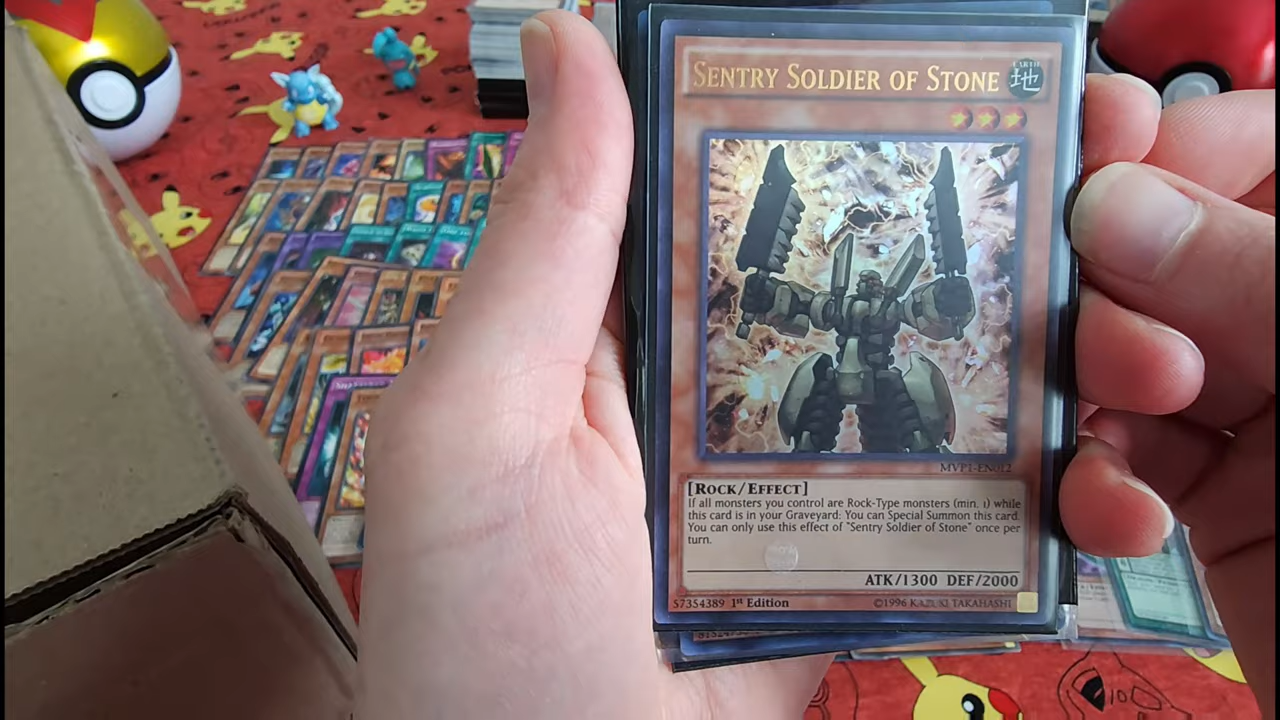 SENTRY SOLDIER OF STONE
EARTH
地
MVP1-EN012
[ROCK/EFFECT]
If all monsters you control are Rock-Type monsters (min. 1) while
this card is in your Graveyard: You can Special Summon this card.
You can only use this effect of "Sentry Soldier of Stone" once per
turn.
ATK/1300 DEF/2000
57354389 1st Edition
©1996 KAZUKI TAKAHASHI